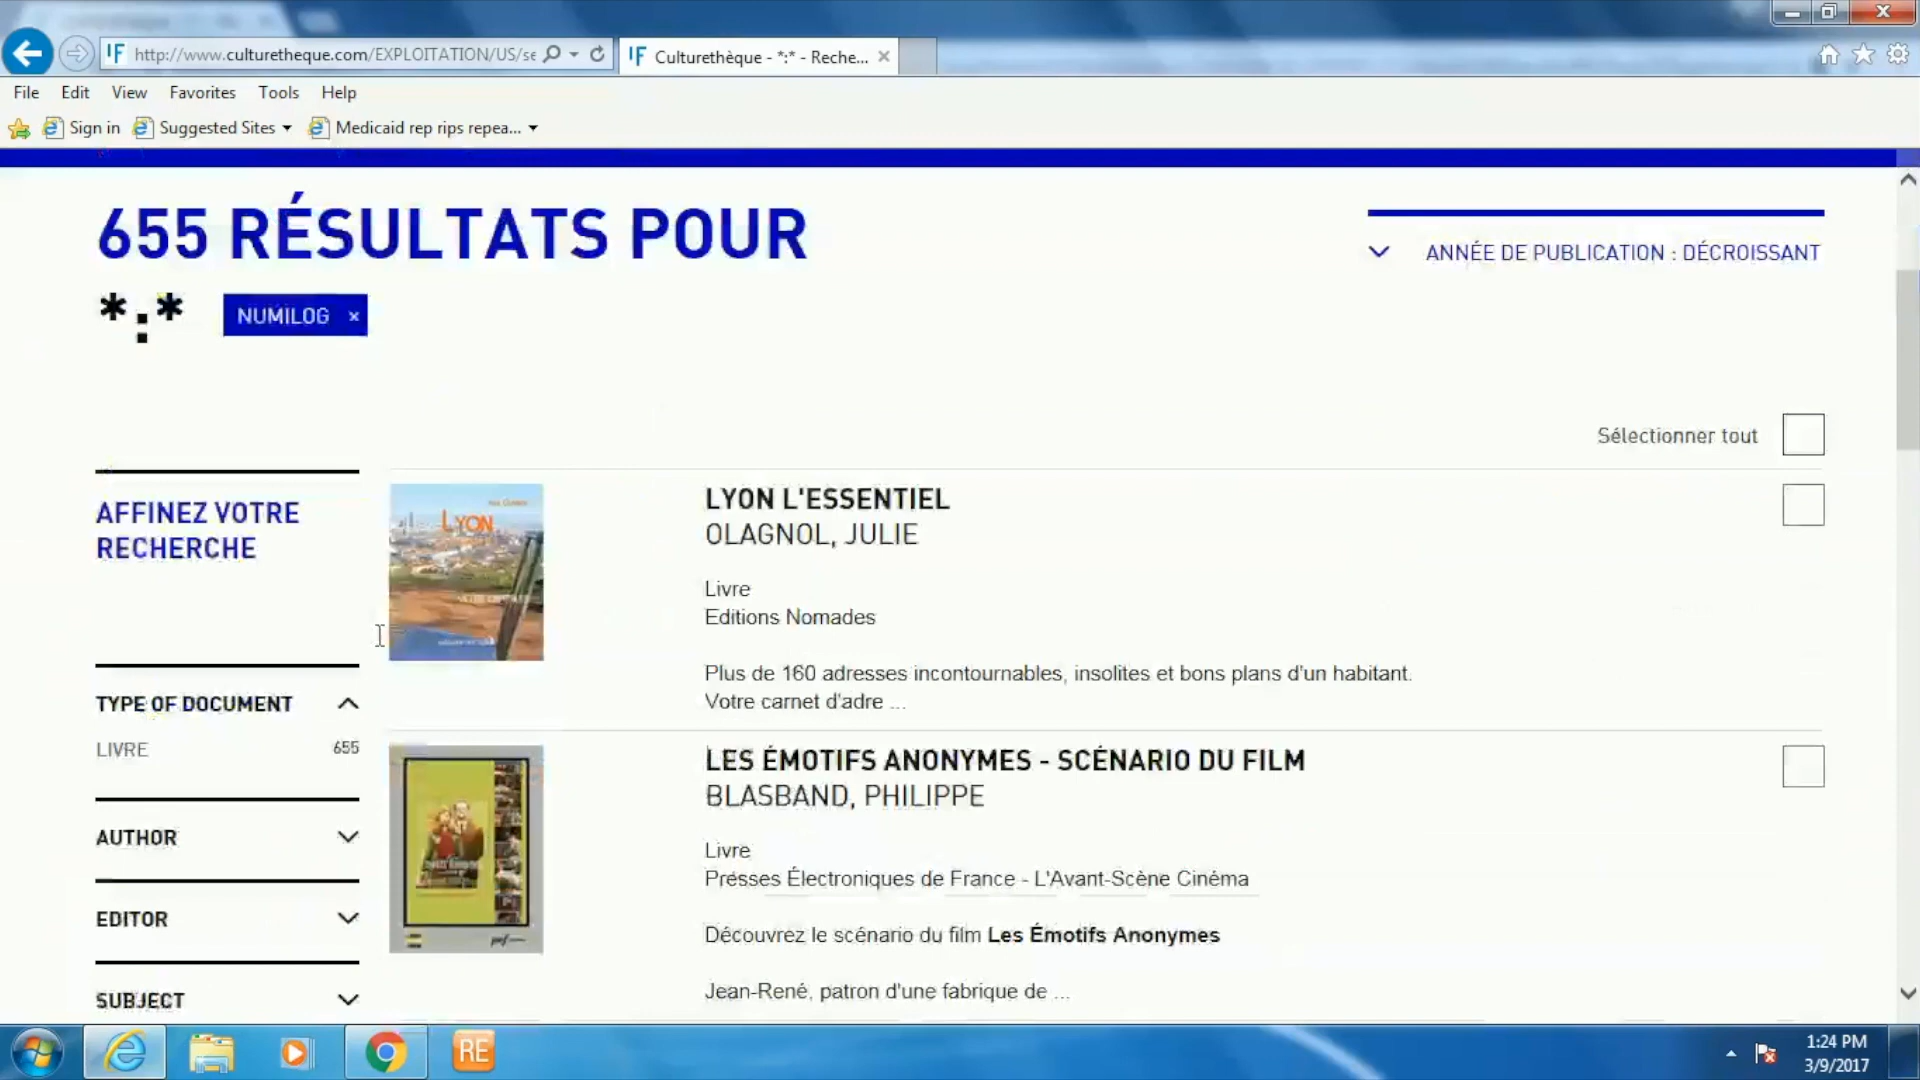 http://www.culturetheque.com/EXPLOITATION/US/se
IF Culturethèque - *:* - Reche...
File Edit View Favorites Tools Help
Sign in Suggested Sites Medicaid rep rips repea...
655 RÉSULTATS POUR
ANNÉE DE PUBLICATION : DÉCROISSANT
*:* NUMILOG ×
Sélectionner tout
AFFINEZ VOTRE
RECHERCHE
TYPE OF DOCUMENT
LIVRE 655
AUTHOR
EDITOR
SUBJECT
LYON
LYON L'ESSENTIEL
OLAGNOL, JULIE
Livre
Editions Nomades
Plus de 160 adresses incontournables, insolites et bons plans d'un habitant.
Votre carnet d'adre ...
LES ÉMOTIFS ANONYMES - SCÉNARIO DU FILM
BLASBAND, PHILIPPE
Livre
Presses Électroniques de France - L'Avant-Scène Cinéma
Découvrez le scénario du film Les Émotifs Anonymes
Jean-René, patron d'une fabrique de ...
RE
1:24 PM
3/9/2017